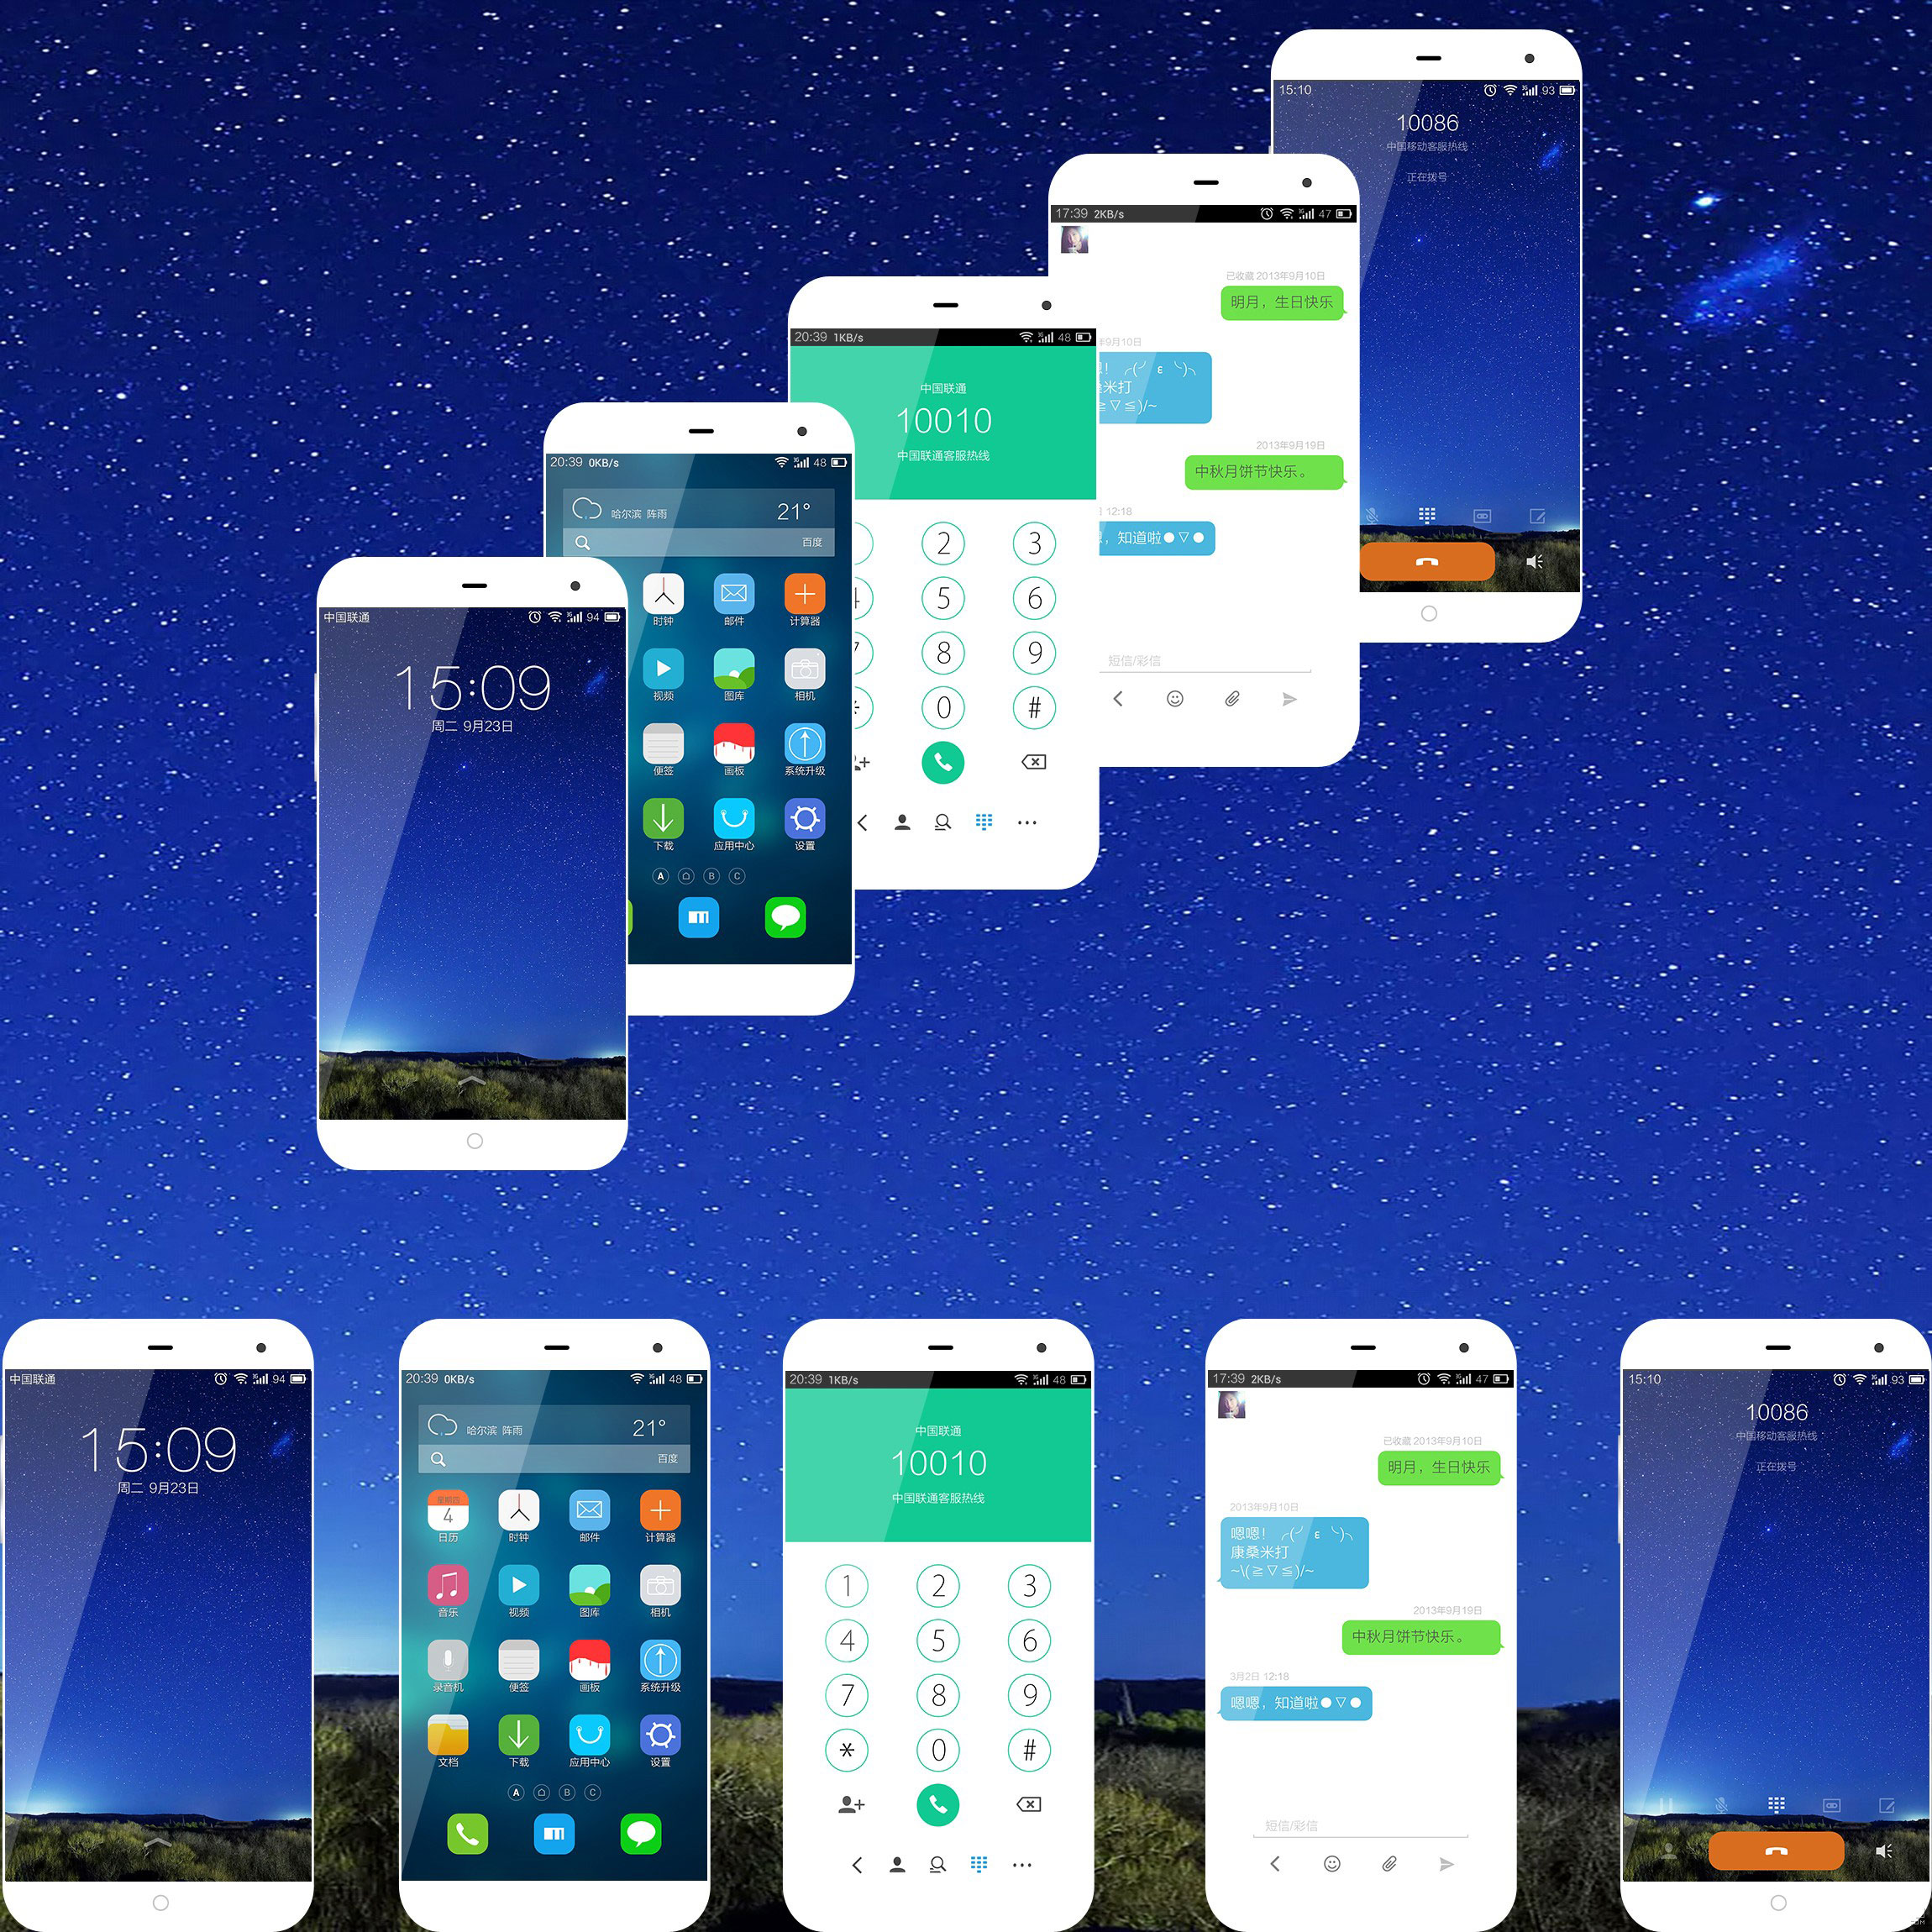 15:10 93
10086
中国移动客服热线
正在拨号
17:39 2KB/s 47
已收藏 2013年9月10日
明月，生日快乐
年9月10日
！ ╭(╯ ε ╰)╮
桑米打
≧▽≦)/~
2013年9月19日
中秋月饼节快乐。
12:18
，知道啦●▽●
短信/彩信
20:39 1KB/s 48
中国联通
10010
中国联通客服热线
2 3
4 5 6
7 8 9
0 #
20:39 0KB/s 48
哈尔滨 阵雨 21°
百度
时钟 邮件 计算器
视频 图库 相机
便签 画板 系统升级
下载 应用中心 设置
A B C
中国联通 94
15:09
周二 9月23日
中国联通 94
15:09
周二 9月23日
20:39 0KB/s 48
哈尔滨 阵雨 21°
百度
星期四
4
日历 时钟 邮件 计算器
音乐 视频 图库 相机
录音机 便签 画板 系统升级
文档 下载 应用中心 设置
A B C
20:39 1KB/s 48
中国联通
10010
中国联通客服热线
1 2 3
4 5 6
7 8 9
* 0 #
17:39 2KB/s 47
已收藏 2013年9月10日
明月，生日快乐
2013年9月10日
嗯嗯！ ╭(╯ ε ╰)╮
康桑米打
~\(≧▽≦)/~
2013年9月19日
中秋月饼节快乐。
3月2日 12:18
嗯嗯，知道啦●▽●
短信/彩信
15:10 93
10086
中国移动客服热线
正在拨号